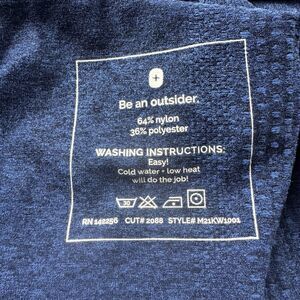 Be an outsider.
64% nylon
36% polyester
WASHING INSTRUCTIONS:
Easy!
Cold water + low heat
will do the job!
30
RN 142256 CUT# 2088 STYLE# M21KW1001